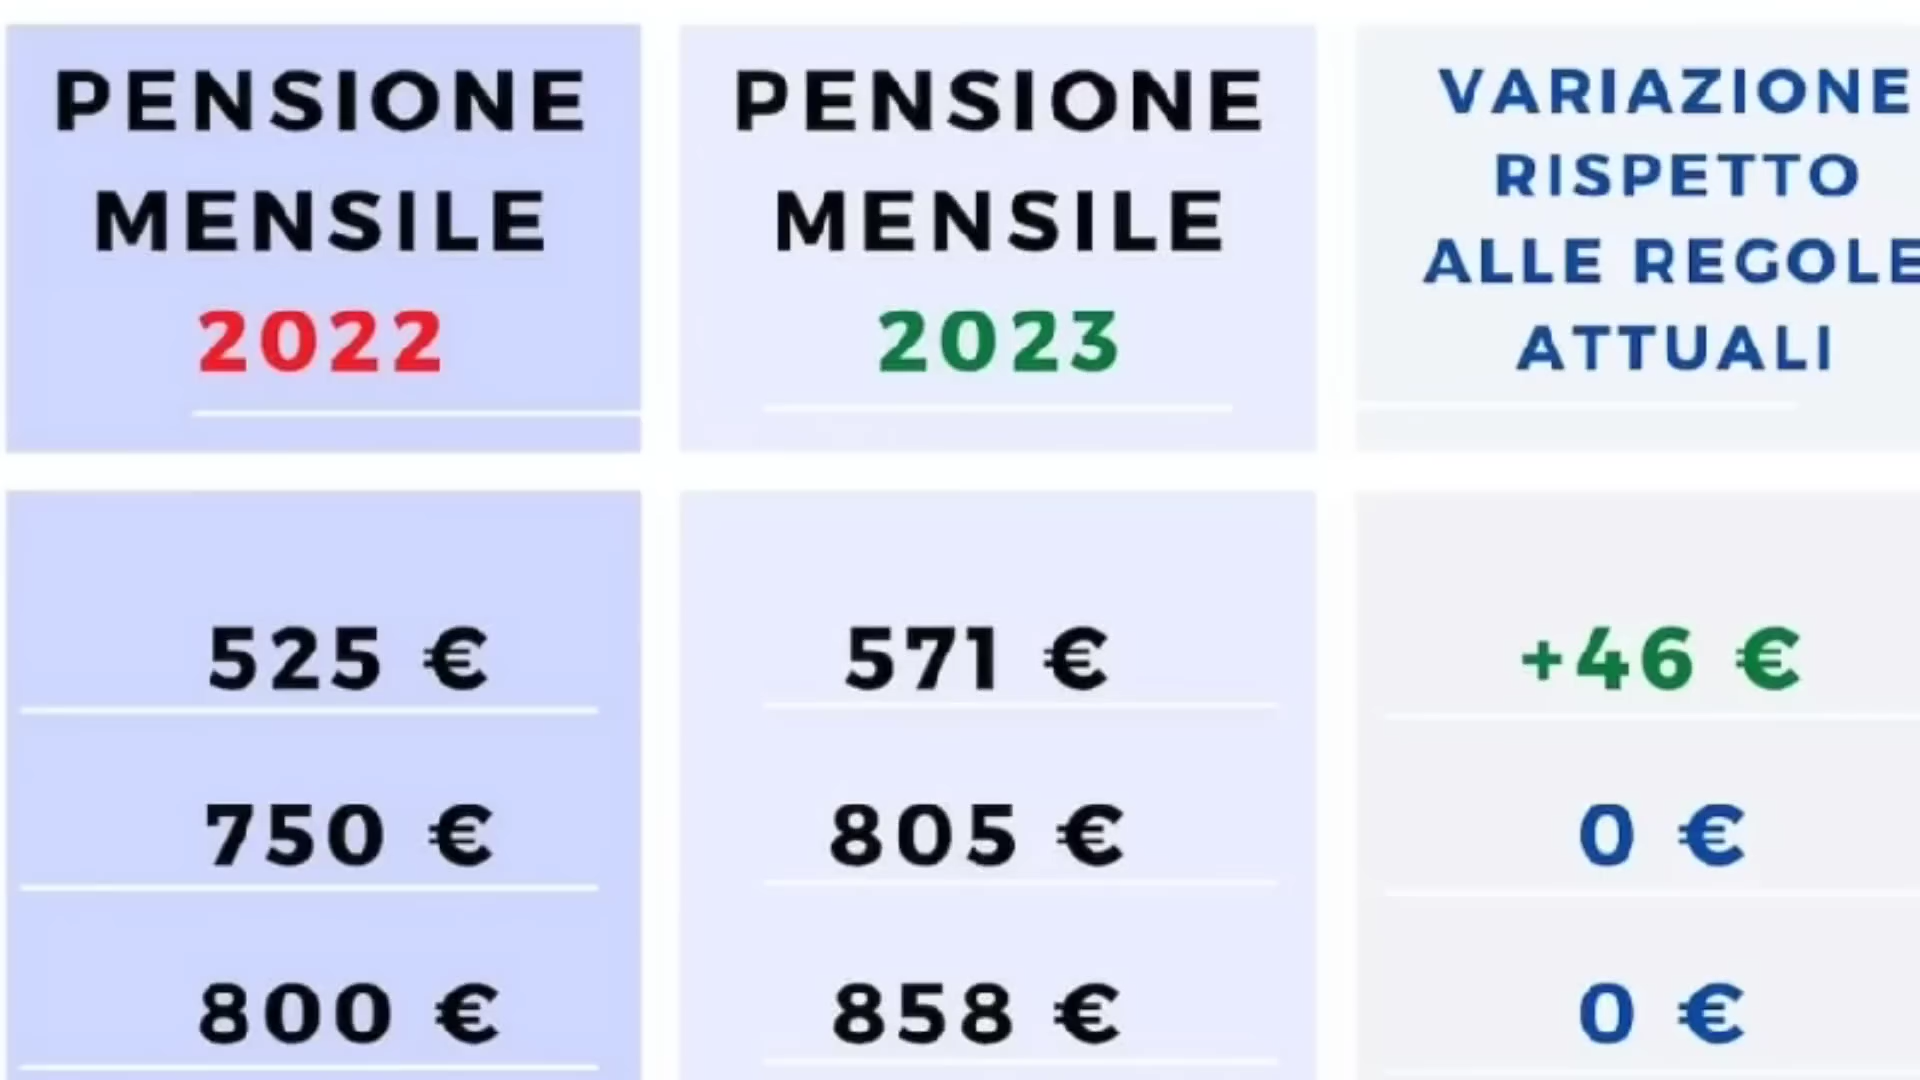 PENSIONE
MENSILE
2022
PENSIONE
MENSILE
2023
VARIAZIONE
RISPETTO
ALLE REGOLE
ATTUALI
525 €
571 €
+46 €
750 €
805 €
0 €
800 €
858 €
0 €